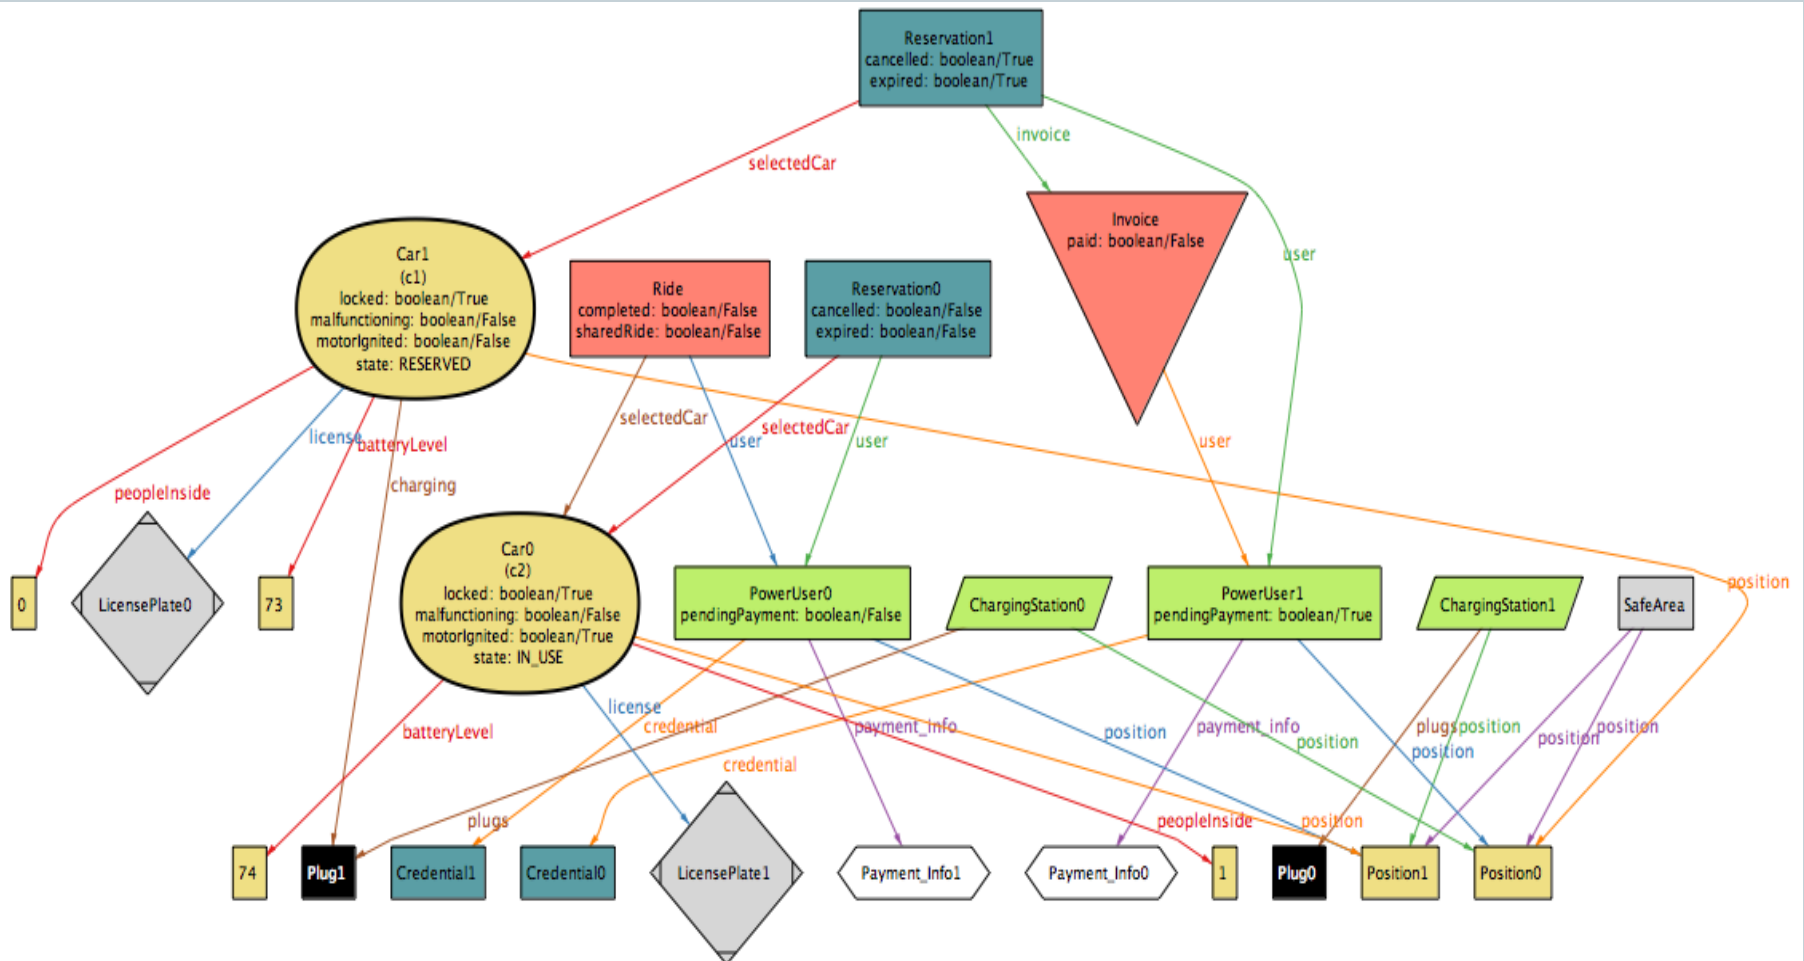 Reservation1
cancelled: boolean/True
expired: boolean/True
invoice
selectedCar
Invoice
paid: boolean/False
user
Car1
(c1)
locked: boolean/True
malfunctioning: boolean/False
motorIgnited: boolean/False
state: RESERVED
Ride
completed: boolean/False
sharedRide: boolean/False
Reservation0
cancelled: boolean/False
expired: boolean/False
selectedCar
selectedCar
user
user
user
license
batteryLevel
charging
peopleInside
position
0
LicensePlate0
73
Car0
(c2)
locked: boolean/True
malfunctioning: boolean/False
motorIgnited: boolean/True
state: IN_USE
PowerUser0
pendingPayment: boolean/False
ChargingStation0
PowerUser1
pendingPayment: boolean/True
ChargingStation1
SafeArea
license
batteryLevel
credential
payment_info
position
payment_info
position
plugs
position
position
position
position
credential
plugs
peopleInside
position
74
Plug1
Credential1
Credential0
LicensePlate1
Payment_Info1
Payment_Info0
1
Plug0
Position1
Position0